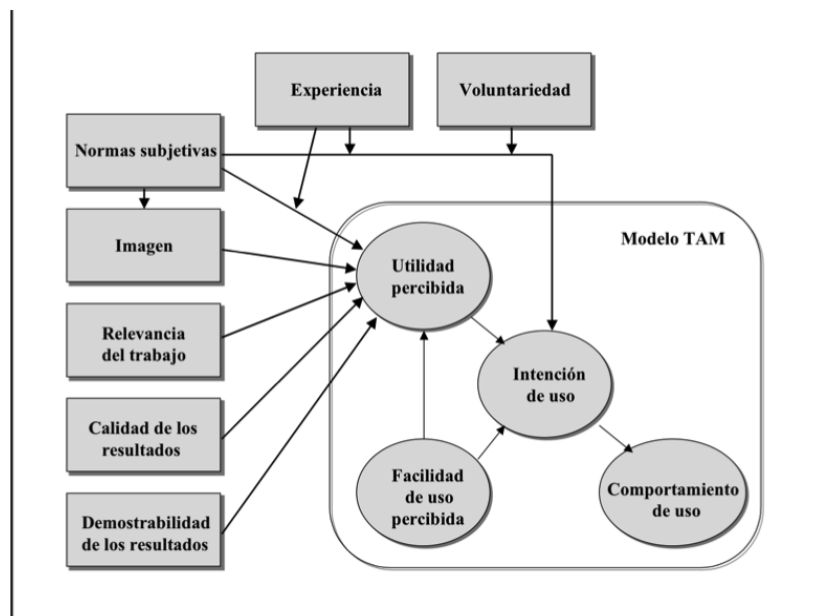 Experiencia
Voluntariedad
Normas subjetivas
Imagen
Modelo TAM
Utilidad
percibida
Relevancia
del trabajo
Intención
de uso
Calidad de los
resultados
Facilidad
de uso
percibida
Comportamiento
de uso
Demostrabilidad
de los resultados